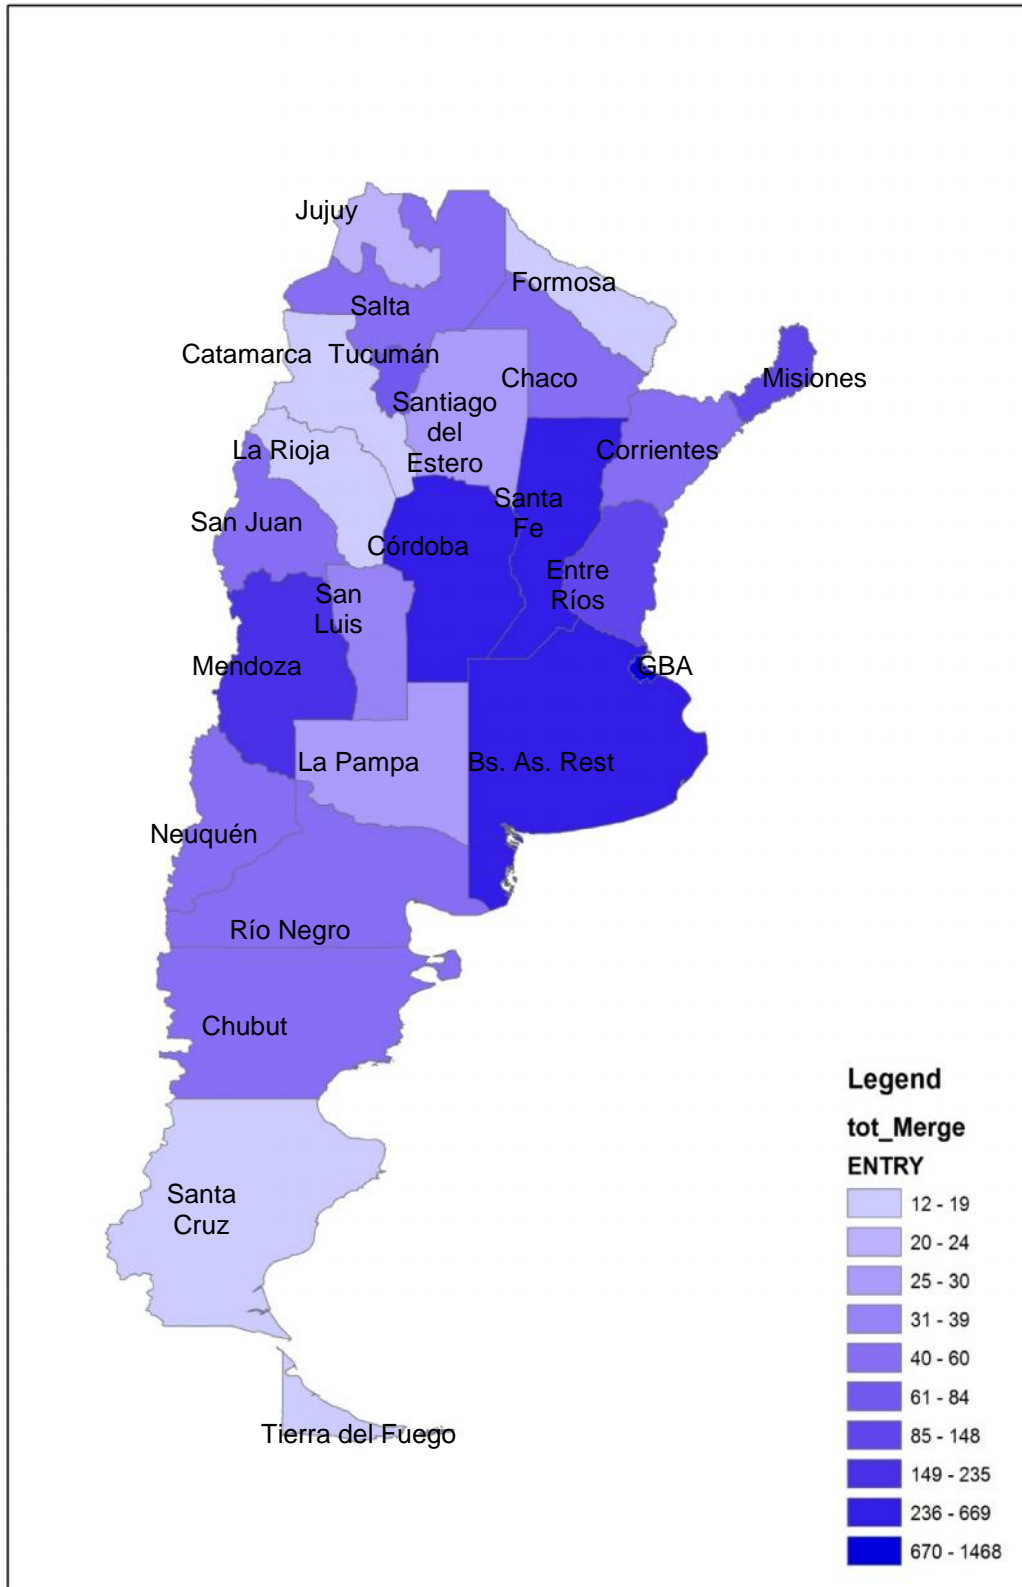 Jujuy
Formosa
Salta
Catamarca
Tucumán
Chaco
Misiones
Santiago
del
Estero
La Rioja
Corrientes
San Juan
Santa
Fe
Córdoba
Entre
Ríos
San
Luis
Mendoza
GBA
La Pampa
Bs. As. Rest
Neuquén
Río Negro
Chubut
Santa
Cruz
Tierra del Fuego
Legend
tot_Merge
ENTRY
12 - 19
20 - 24
25 - 30
31 - 39
40 - 60
61 - 84
85 - 148
149 - 235
236 - 669
670 - 1468